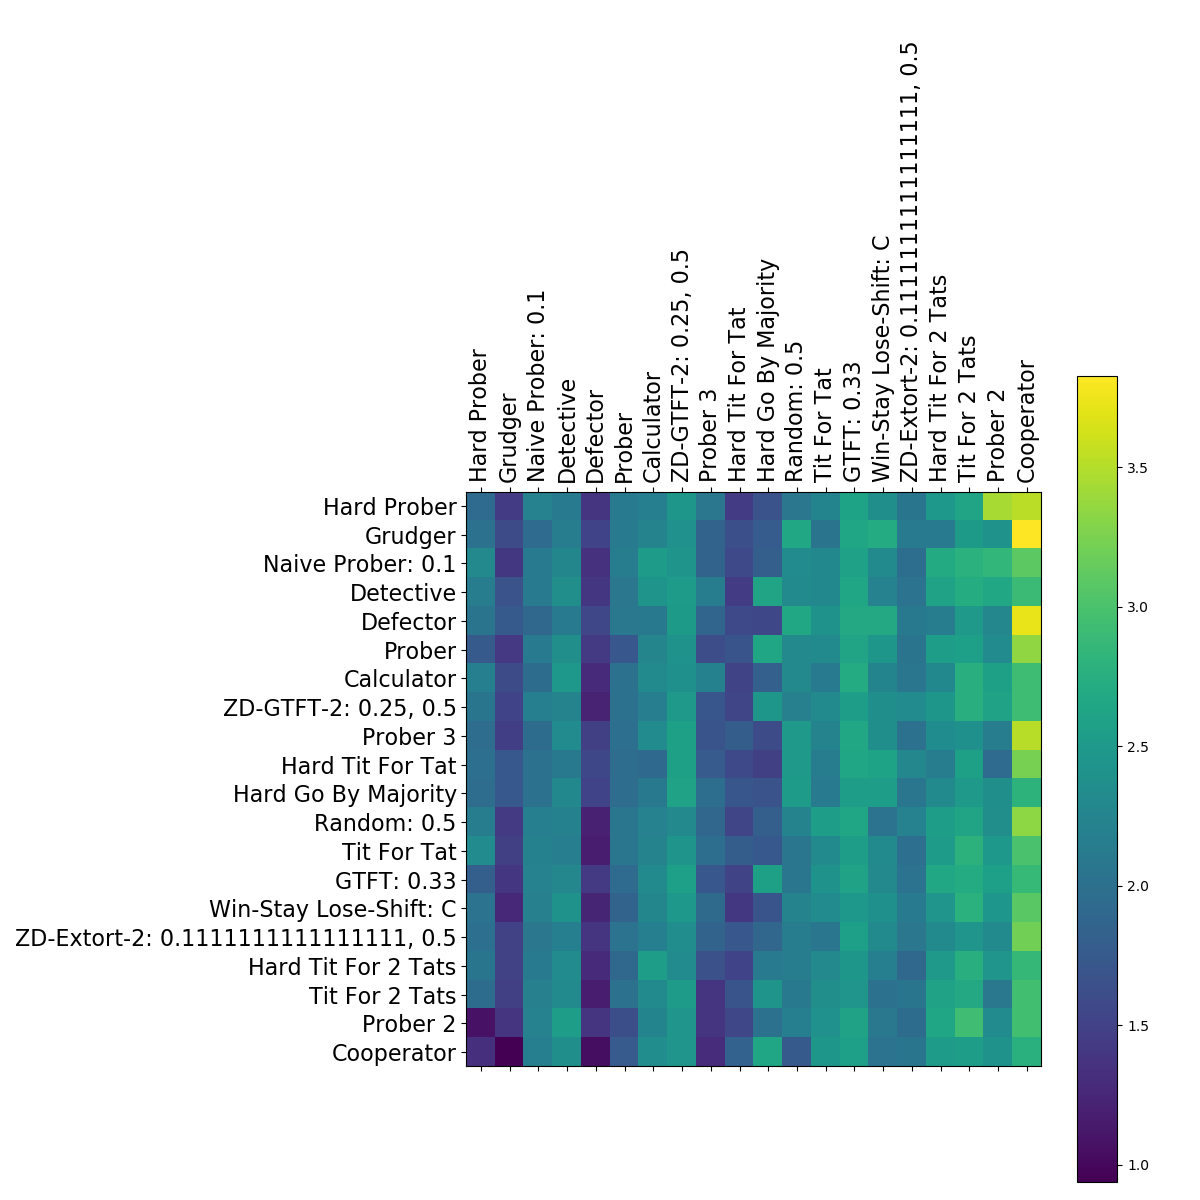 Hard Prober
Grudger
Naive Prober: 0.1
Detective
Defector
Prober
Calculator
ZD-GTFT-2: 0.25, 0.5
Prober 3
Hard Tit For Tat
Hard Go By Majority
Random: 0.5
Tit For Tat
GTFT: 0.33
Win-Stay Lose-Shift: C
ZD-Extort-2: 0.1111111111111111, 0.5
Hard Tit For 2 Tats
Tit For 2 Tats
Prober 2
Cooperator
Hard Prober
Grudger
Naive Prober: 0.1
Detective
Defector
Prober
Calculator
ZD-GTFT-2: 0.25, 0.5
Prober 3
Hard Tit For Tat
Hard Go By Majority
Random: 0.5
Tit For Tat
GTFT: 0.33
Win-Stay Lose-Shift: C
ZD-Extort-2: 0.1111111111111111, 0.5
Hard Tit For 2 Tats
Tit For 2 Tats
Prober 2
Cooperator
3.5
3.0
2.5
2.0
1.5
1.0